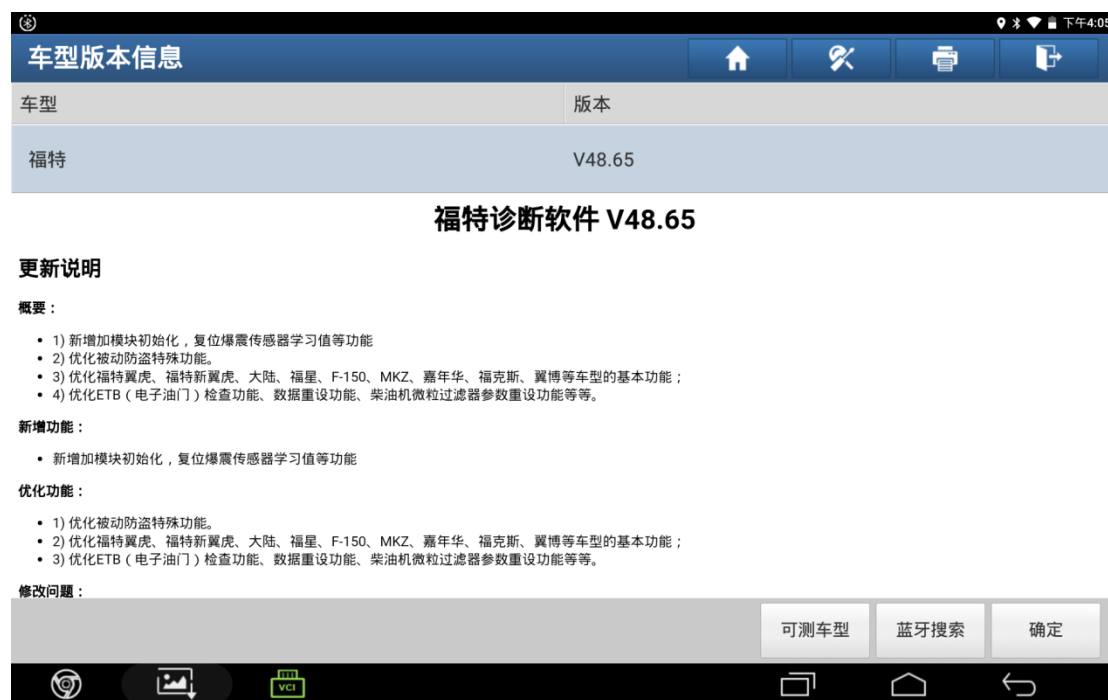 下午4:05
车型版本信息
车型 版本
福特 V48.65
福特诊断软件 V48.65
更新说明
概要：
• 1) 新增加模块初始化，复位爆震传感器学习值等功能
• 2) 优化被动防盗特殊功能。
• 3) 优化福特翼虎、福特新翼虎、大陆、福星、F-150、MKZ、嘉年华、福克斯、翼博等车型的基本功能；
• 4) 优化ETB（电子油门）检查功能、数据重设功能、柴油机微粒过滤器参数重设功能等等。
新增功能：
• 新增加模块初始化，复位爆震传感器学习值等功能
优化功能：
• 1) 优化被动防盗特殊功能。
• 2) 优化福特翼虎、福特新翼虎、大陆、福星、F-150、MKZ、嘉年华、福克斯、翼博等车型的基本功能；
• 3) 优化ETB（电子油门）检查功能、数据重设功能、柴油机微粒过滤器参数重设功能等等。
修改问题：
可测车型 蓝牙搜索 确定
VCI